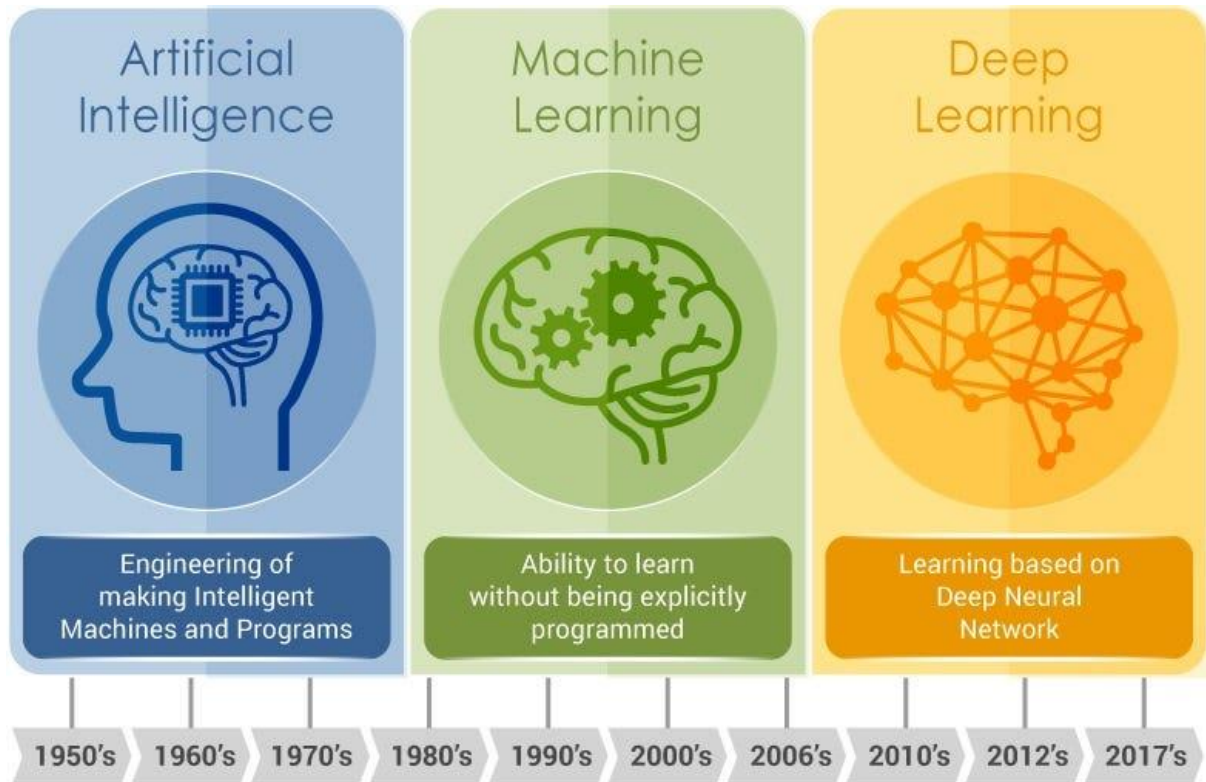 Artificial
Intelligence
Machine
Learning
Deep
Learning
Engineering of
making Intelligent
Machines and Programs
Ability to learn
without being explicitly
programmed
Learning based on
Deep Neural
Network
1950's
1960's
1970's
1980's
1990's
2000's
2006's
2010's
2012's
2017's